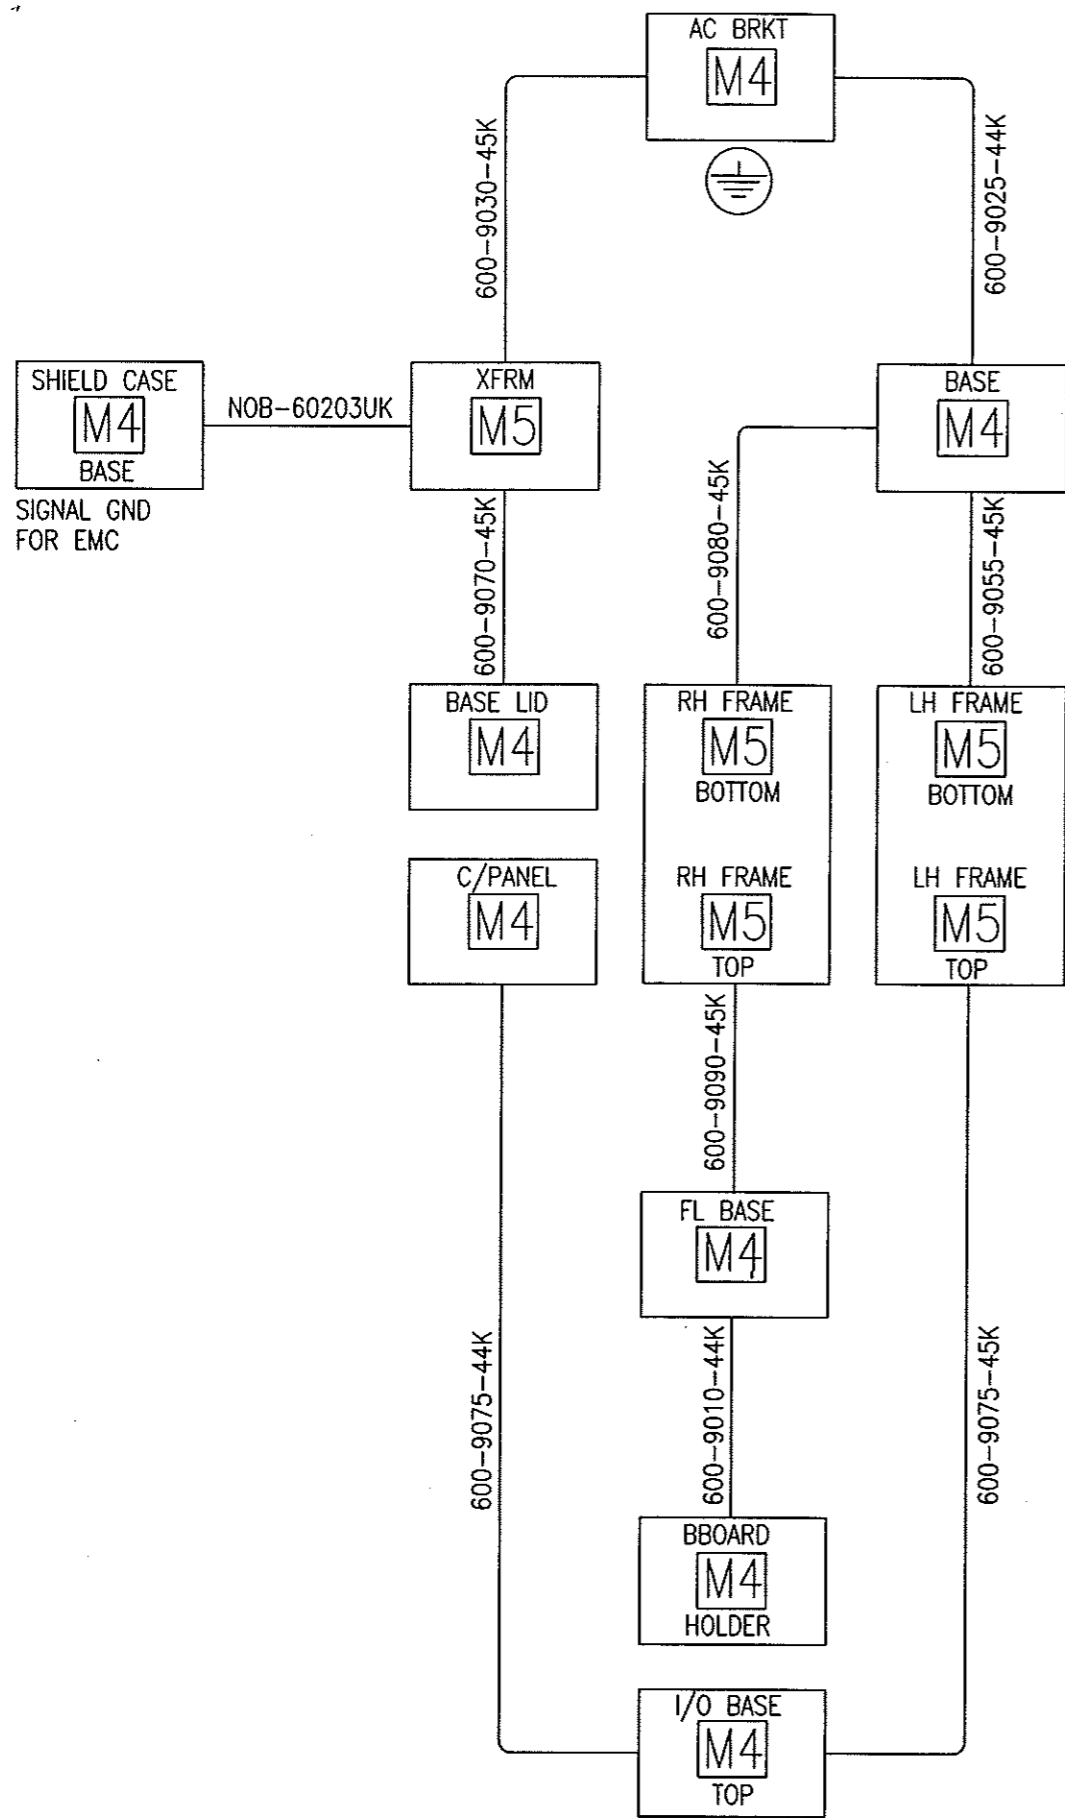 AC BRKT
M4
600-9030-45K
600-9025-44K
SHIELD CASE
M4
BASE
SIGNAL GND
FOR EMC
NOB-60203UK
XFRM
M5
BASE
M4
600-9070-45K
600-9080-45K
600-9055-45K
BASE LID
M4
RH FRAME
M5
BOTTOM
LH FRAME
M5
BOTTOM
C/PANEL
M4
RH FRAME
M5
TOP
LH FRAME
M5
TOP
600-9090-45K
FL BASE
M4
600-9075-44K
600-9010-44K
600-9075-45K
BBOARD
M4
HOLDER
I/O BASE
M4
TOP